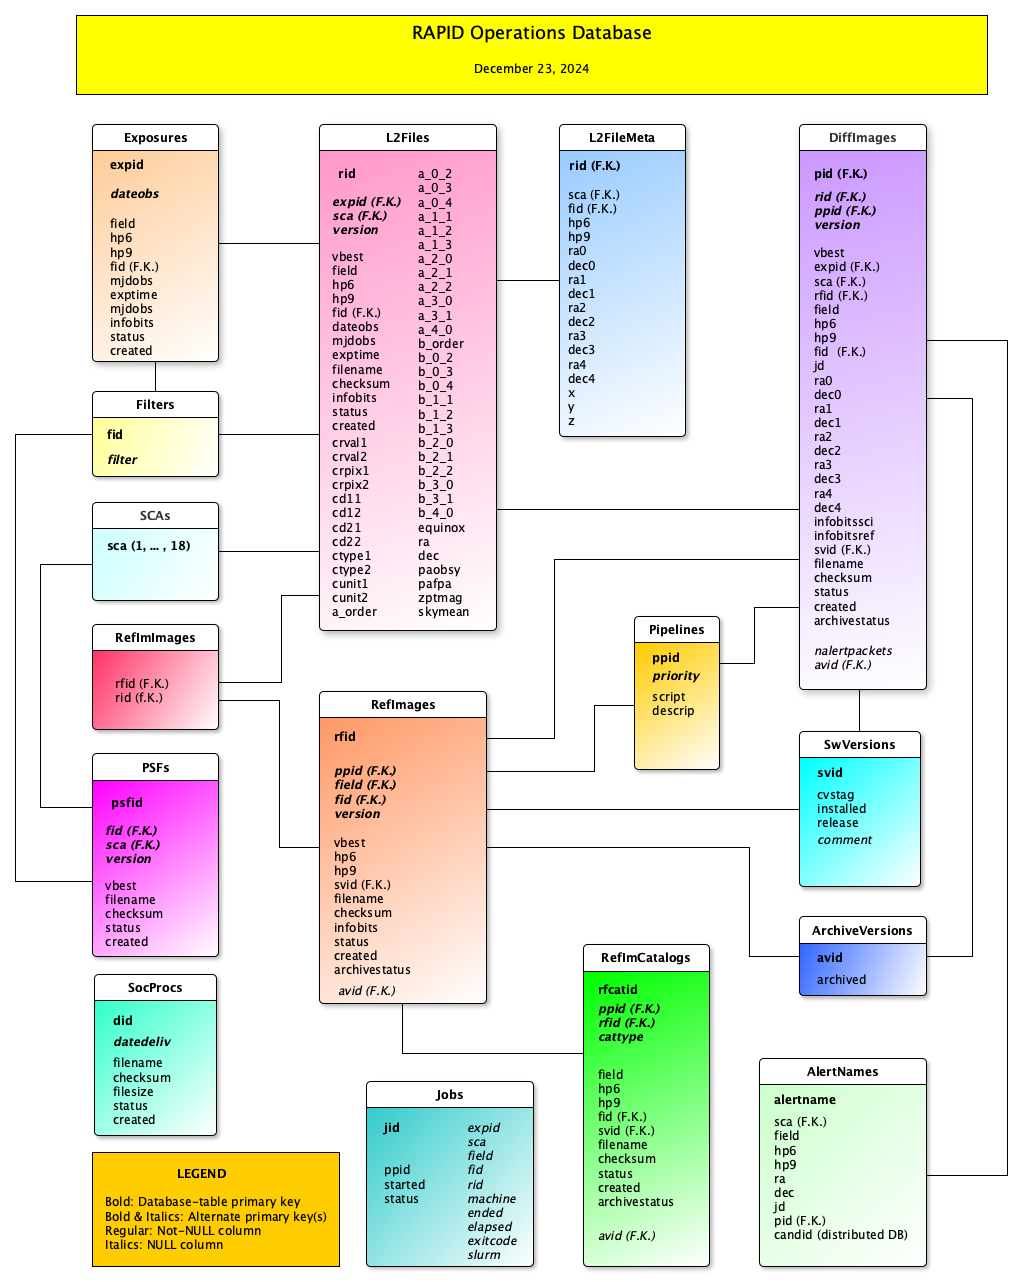 RAPID Operations Database
December 23, 2024
Exposures
expid
dateobs
field
hp6
hp9
fid (F.K.)
mjdobs
exptime
mjdobs
infobits
status
created
Filters
fid
filter
SCAs
sca (1, ... , 18)
RefImImages
rfid (F.K.)
rid (f.K.)
PSFs
psfid
fid (F.K.)
sca (F.K.)
version
vbest
filename
checksum
status
created
SocProcs
did
datedeliv
filename
checksum
filesize
status
created
LEGEND
Bold: Database-table primary key
Bold & Italics: Alternate primary key(s)
Regular: Not-NULL column
Italics: NULL column
L2Files
rid
expid (F.K.)
sca (F.K.)
version
vbest
field
hp6
hp9
fid (F.K.)
dateobs
mjdobs
exptime
filename
checksum
infobits
status
created
crval1
crval2
crpix1
crpix2
cd11
cd12
cd21
cd22
ctype1
ctype2
cunit1
cunit2
a_order
a_0_2
a_0_3
a_0_4
a_1_1
a_1_2
a_1_3
a_2_0
a_2_1
a_2_2
a_3_0
a_3_1
a_4_0
b_order
b_0_2
b_0_3
b_0_4
b_1_1
b_1_2
b_1_3
b_2_0
b_2_1
b_2_2
b_3_0
b_3_1
b_4_0
equinox
ra
dec
paobsy
pafpa
zptmag
skymean
RefImages
rfid
ppid (F.K.)
field (F.K.)
fid (F.K.)
version
vbest
hp6
hp9
svid (F.K.)
filename
checksum
infobits
status
created
archivestatus
avid (F.K.)
Jobs
jid
ppid
started
status
expid
sca
field
fid
rid
machine
ended
elapsed
exitcode
slurm
L2FileMeta
rid (F.K.)
sca (F.K.)
fid (F.K.)
hp6
hp9
ra0
dec0
ra1
dec1
ra2
dec2
ra3
dec3
ra4
dec4
x
y
z
Pipelines
ppid
priority
script
descrip
RefImCatalogs
rfcatid
ppid (F.K.)
rfid (F.K.)
cattype
field
hp6
hp9
fid (F.K.)
svid (F.K.)
filename
checksum
status
created
archivestatus
avid (F.K.)
DiffImages
pid (F.K.)
rid (F.K.)
ppid (F.K.)
version
vbest
expid (F.K.)
sca (F.K.)
rfid (F.K.)
field
hp6
hp9
fid (F.K.)
jd
ra0
dec0
ra1
dec1
ra2
dec2
ra3
dec3
ra4
dec4
infobitssci
infobitsref
svid (F.K.)
filename
checksum
status
created
archivestatus
nalertpackets
avid (F.K.)
SwVersions
svid
cvstag
installed
release
comment
ArchiveVersions
avid
archived
AlertNames
alertname
sca (F.K.)
field
hp6
hp9
ra
dec
jd
pid (F.K.)
candid (distributed DB)